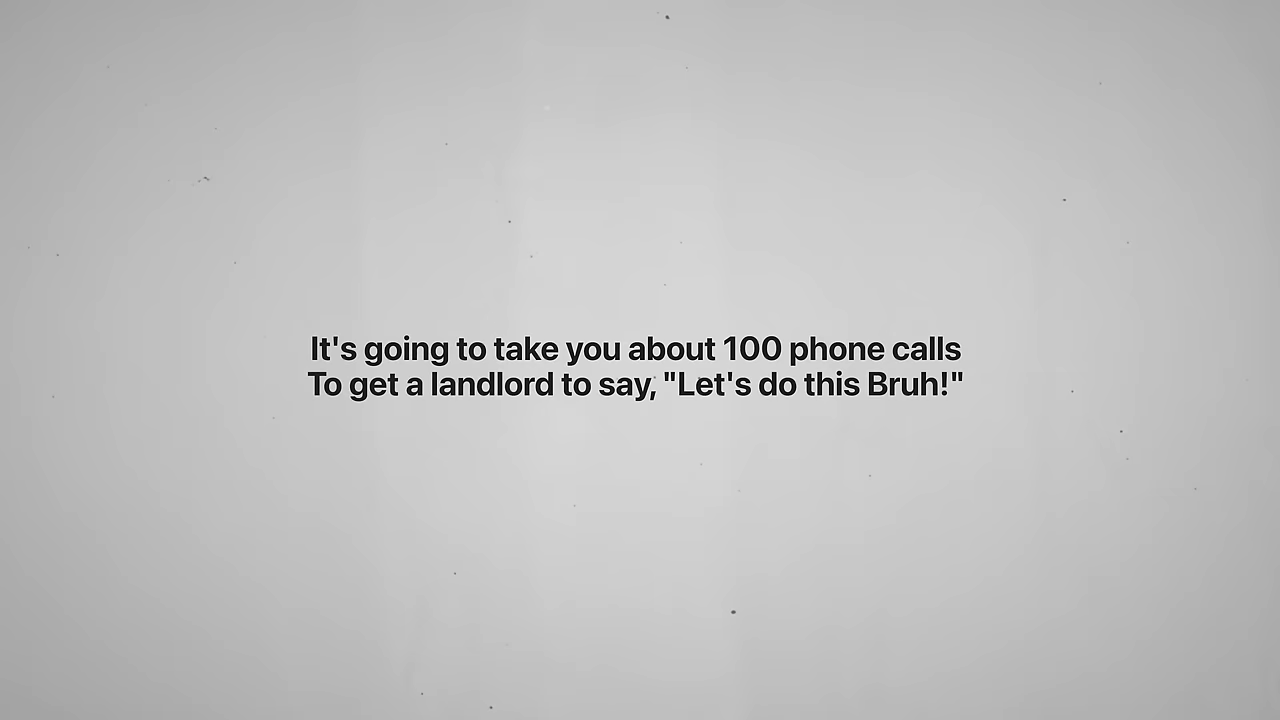 It's going to take you about 100 phone calls
To get a landlord to say, "Let's do this Bruh!"